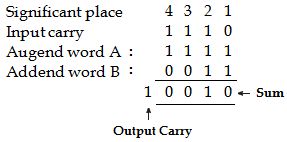 Significant place 4 3 2 1
Input carry 1 1 1 0
Augend word A : 1 1 1 1
Addend word B : 0 0 1 1
1 0 0 1 0 ← Sum
↑
Output Carry